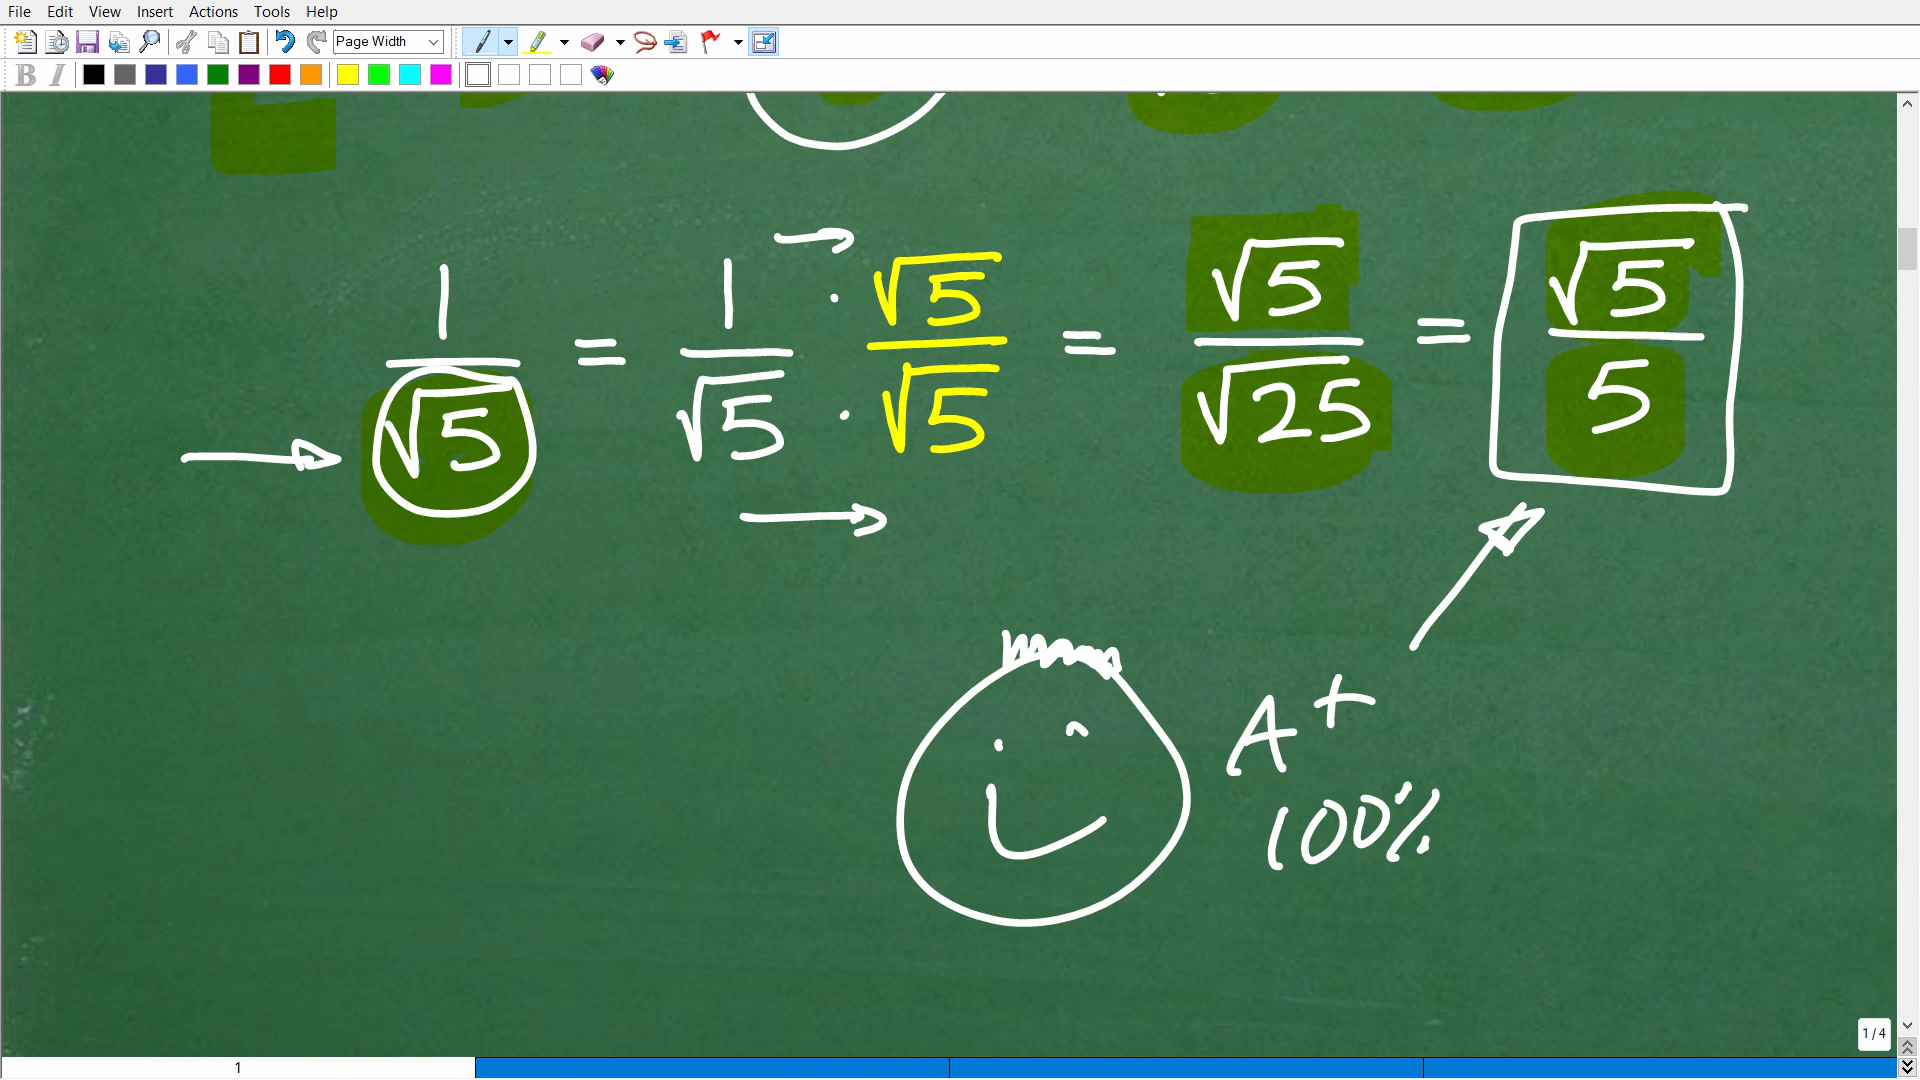 File Edit View Insert Actions Tools Help
Page Width
B I
1/√5 = 1/√5 · √5/√5 = √5/√25 = √5/5
A+
100%
1 / 4
1